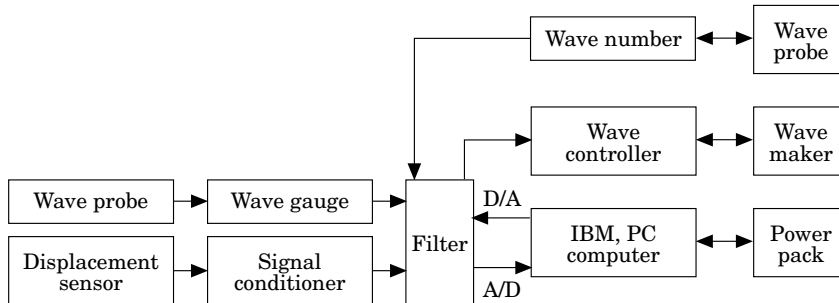 Wave number
Wave
probe
Wave
controller
Wave
maker
Wave probe
Wave gauge
Filter
D/A
IBM, PC
computer
Power
pack
Displacement
sensor
Signal
conditioner
A/D